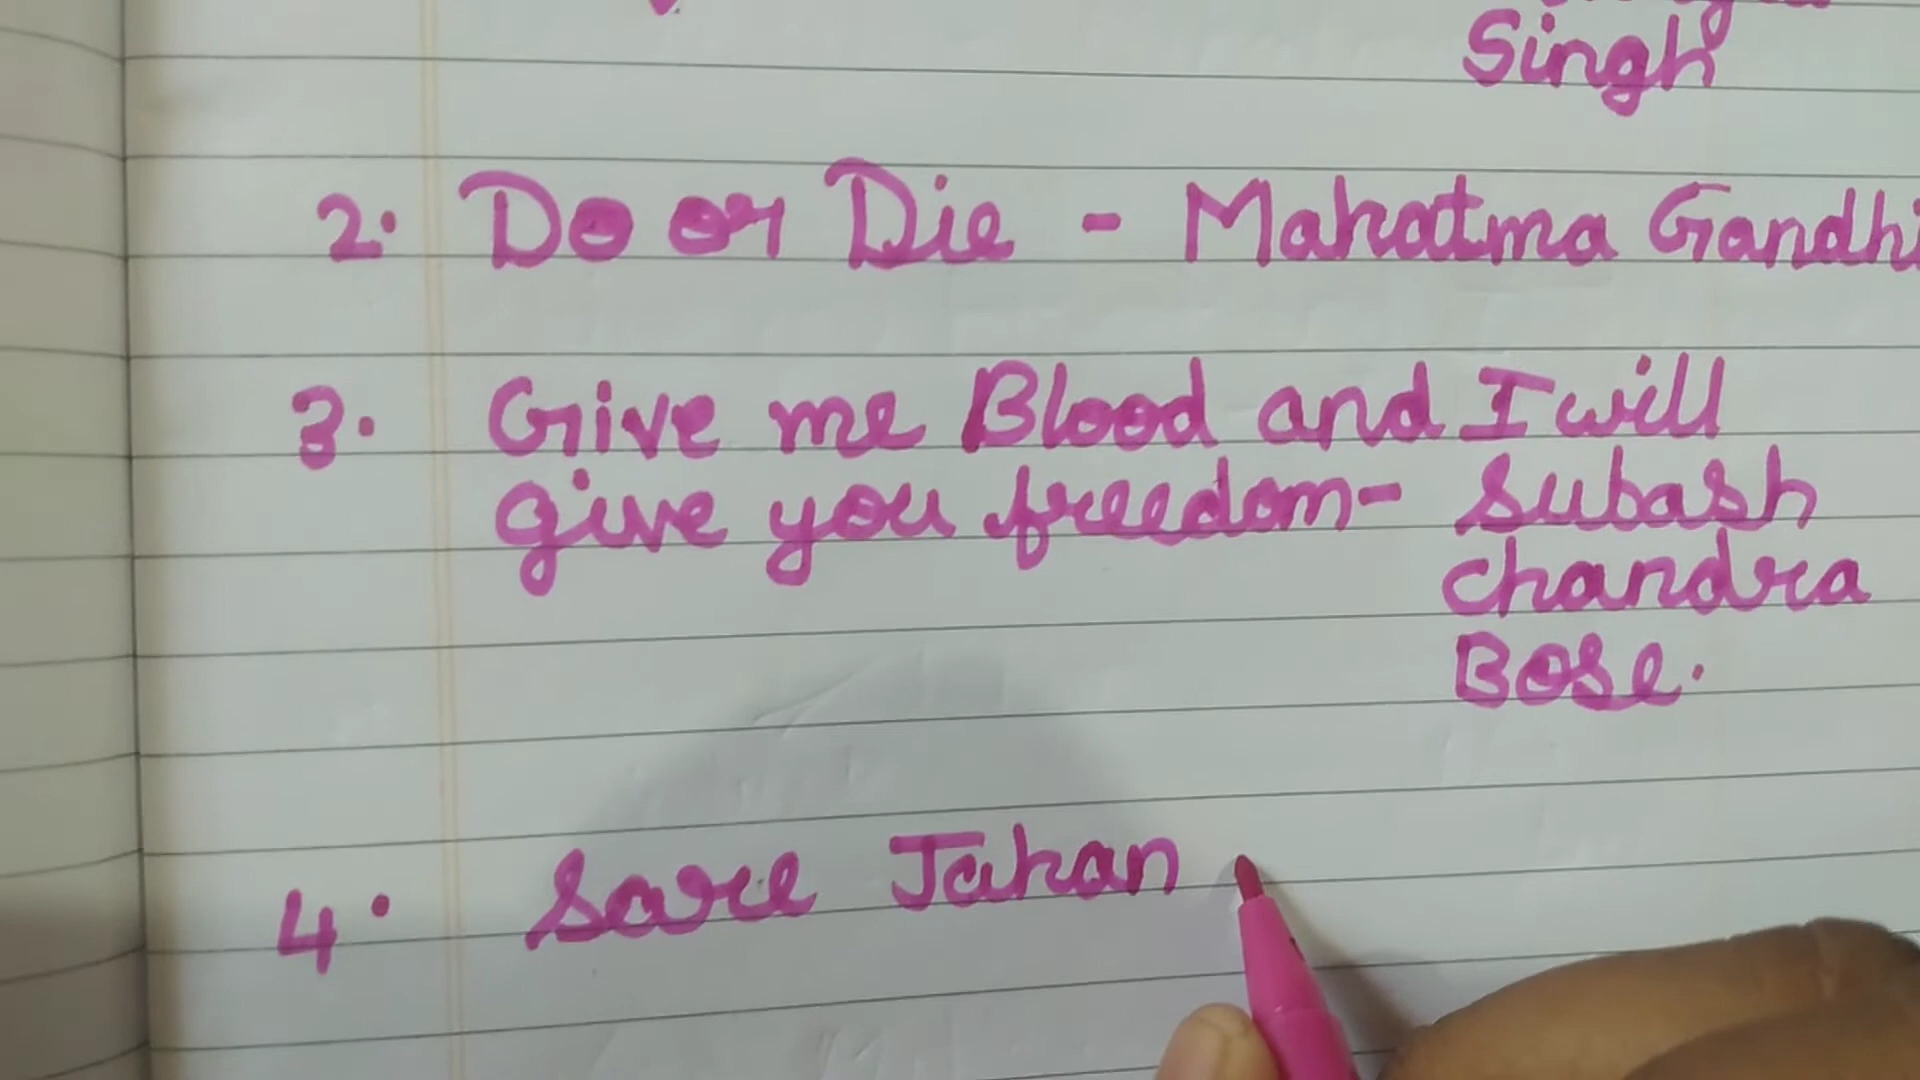 Singh
2. Do or Die - Mahatma Gandhi
3. Give me Blood and I will
give you freedom- Subash
chandra
Bose.
4. Sare Jahan